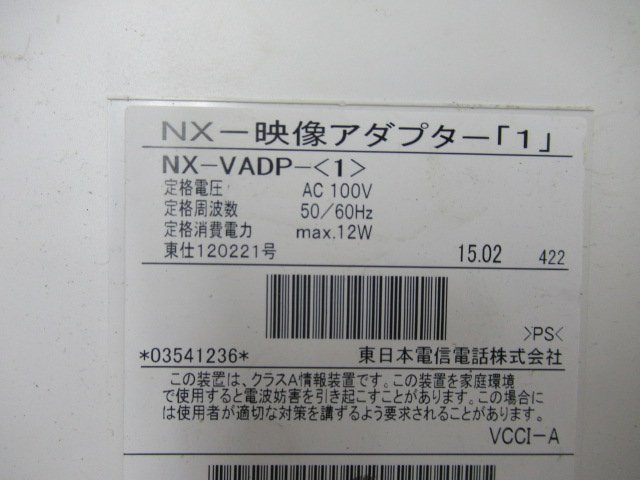 NX－映像アダプター「1」
NX-VADP-<1>
定格電圧 AC 100V
定格周波数 50/60Hz
定格消費電力 max.12W
東仕120221号 15.02 422
>PS<
*03541236* 東日本電信電話株式会社
この装置は、クラスA情報装置です。この装置を家庭環境
で使用すると電波妨害を引き起こすことがあります。この場合に
は使用者が適切な対策を講ずるよう要求されることがあります。
VCCI-A